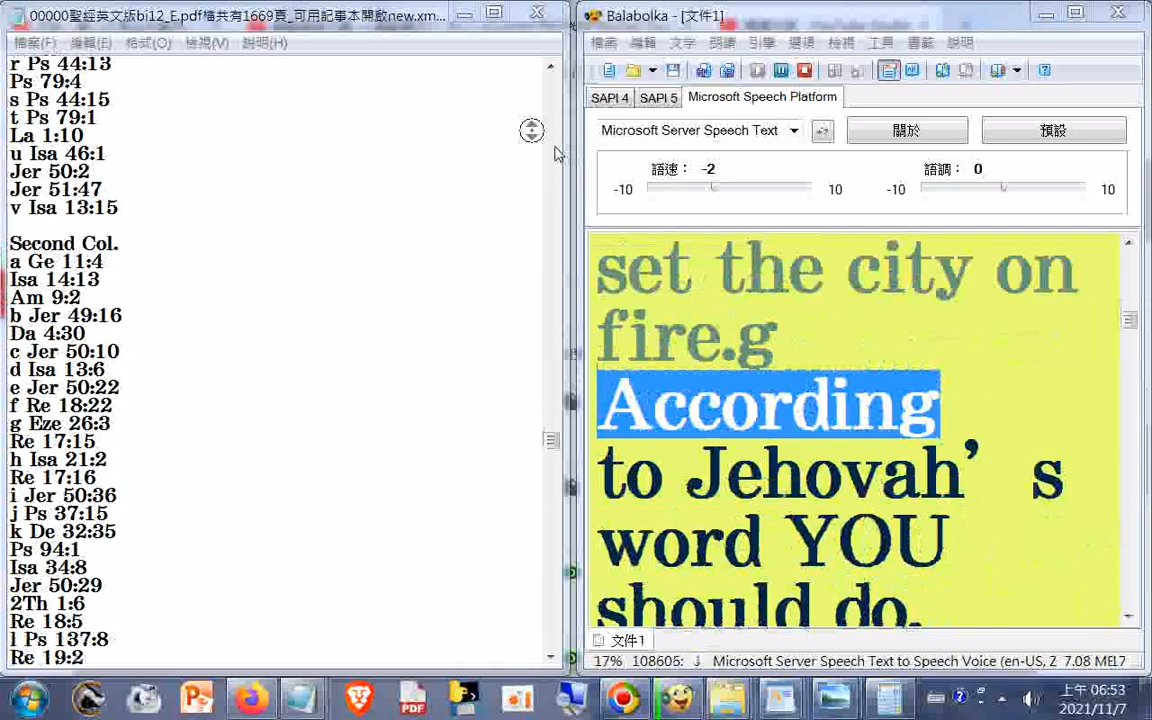 00000聖經英文版bi12_E.pdf檔共有1669頁_可用記事本開啟new.xm...
檔案(F) 編輯(E) 格式(O) 檢視(V) 說明(H)
r Ps 44:13
Ps 79:4
s Ps 44:15
t Ps 79:1
La 1:10
u Isa 46:1
Jer 50:2
Jer 51:47
v Isa 13:15
Second Col.
a Ge 11:4
Isa 14:13
Am 9:2
b Jer 49:16
Da 4:30
c Jer 50:10
d Isa 13:6
e Jer 50:22
f Re 18:22
g Eze 26:3
Re 17:15
h Isa 21:2
Re 17:16
i Jer 50:36
j Ps 37:15
k De 32:35
Ps 94:1
Isa 34:8
Jer 50:29
2Th 1:6
Re 18:5
l Ps 137:8
Re 19:2
Balabolka - [文件1]
檔案 編輯 文字 朗讀 引擎 選項 檢視 工具 書籤 說明
SAPI 4 SAPI 5 Microsoft Speech Platform
Microsoft Server Speech Text 關於 預設
語速： -2 語調： 0
-10 10 -10 10
set the city on
fire.g
According
to Jehovah’s
word YOU
should do.
文件1
17% 108605: J Microsoft Server Speech Text to Speech Voice (en-US, Z 7.08 ME17
PDF
上午 06:53
2021/11/7